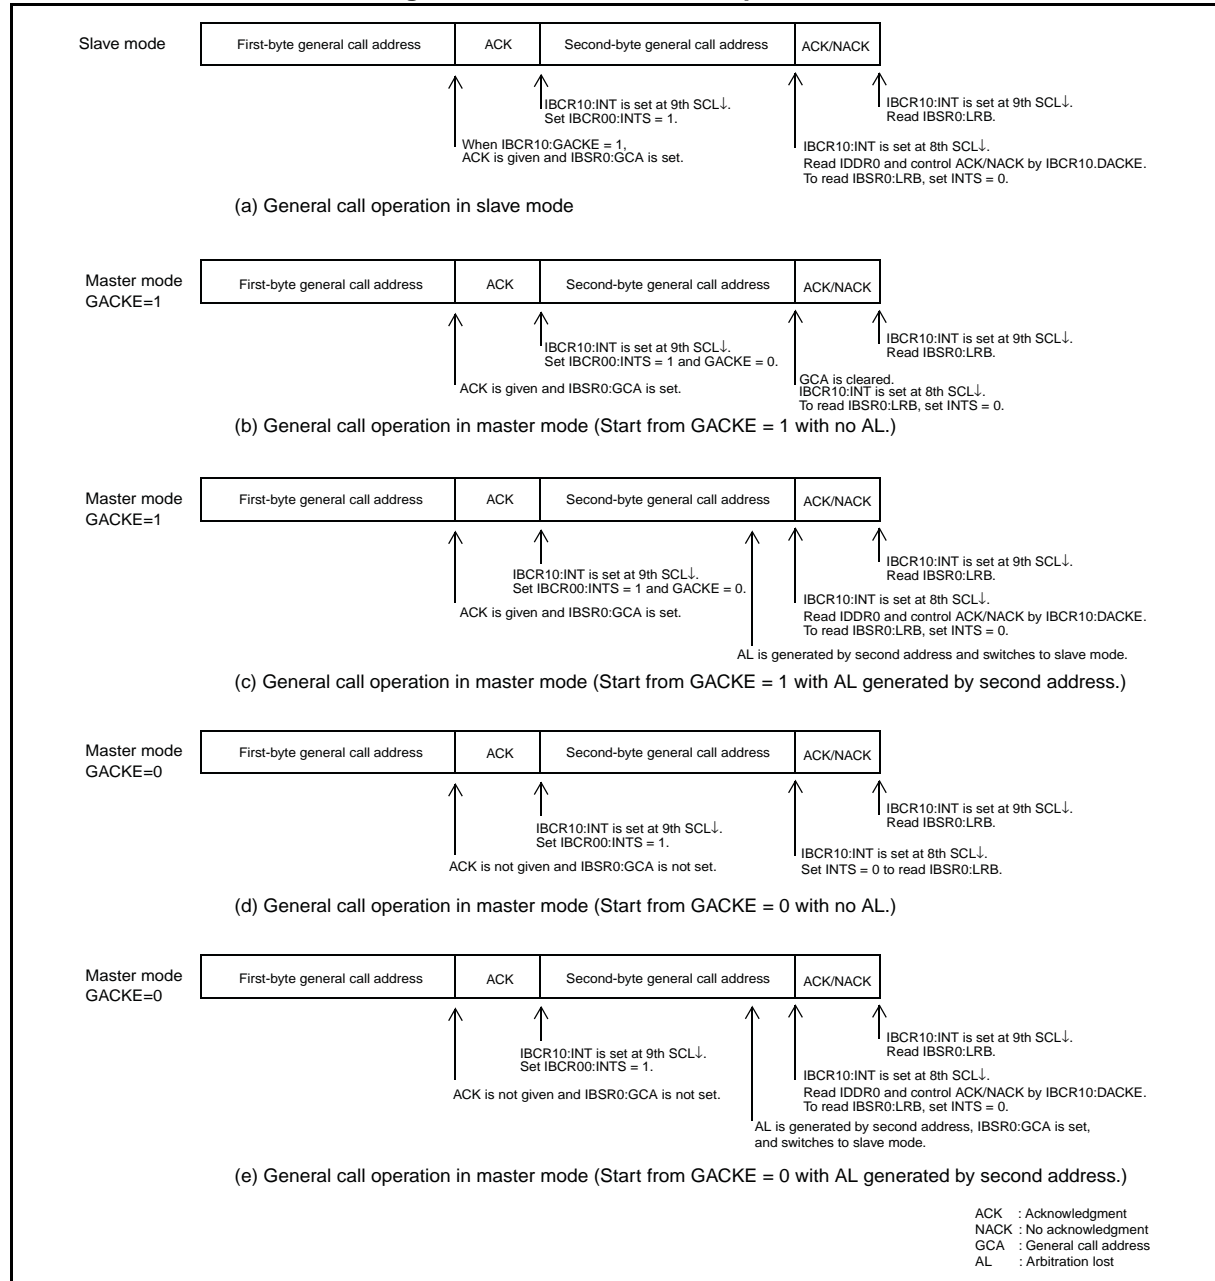 Slave mode
First-byte general call address ACK Second-byte general call address ACK/NACK
IBCR10:INT is set at 9th SCL↓.
Set IBCR00:INTS = 1.
IBCR10:INT is set at 9th SCL↓.
Read IBSR0:LRB.
When IBCR10:GACKE = 1,
ACK is given and IBSR0:GCA is set.
IBCR10:INT is set at 8th SCL↓.
Read IDDR0 and control ACK/NACK by IBCR10.DACKE.
To read IBSR0:LRB, set INTS = 0.
(a) General call operation in slave mode
Master mode
GACKE=1
First-byte general call address ACK Second-byte general call address ACK/NACK
IBCR10:INT is set at 9th SCL↓.
Set IBCR00:INTS = 1 and GACKE = 0.
IBCR10:INT is set at 9th SCL↓.
Read IBSR0:LRB.
ACK is given and IBSR0:GCA is set.
GCA is cleared.
IBCR10:INT is set at 8th SCL↓.
To read IBSR0:LRB, set INTS = 0.
(b) General call operation in master mode (Start from GACKE = 1 with no AL.)
Master mode
GACKE=1
First-byte general call address ACK Second-byte general call address ACK/NACK
IBCR10:INT is set at 9th SCL↓.
Set IBCR00:INTS = 1 and GACKE = 0.
IBCR10:INT is set at 9th SCL↓.
Read IBSR0:LRB.
ACK is given and IBSR0:GCA is set.
IBCR10:INT is set at 8th SCL↓.
Read IDDR0 and control ACK/NACK by IBCR10:DACKE.
To read IBSR0:LRB, set INTS = 0.
AL is generated by second address and switches to slave mode.
(c) General call operation in master mode (Start from GACKE = 1 with AL generated by second address.)
Master mode
GACKE=0
First-byte general call address ACK Second-byte general call address ACK/NACK
IBCR10:INT is set at 9th SCL↓.
Set IBCR00:INTS = 1.
IBCR10:INT is set at 9th SCL↓.
Read IBSR0:LRB.
ACK is not given and IBSR0:GCA is not set.
IBCR10:INT is set at 8th SCL↓.
Set INTS = 0 to read IBSR0:LRB.
(d) General call operation in master mode (Start from GACKE = 0 with no AL.)
Master mode
GACKE=0
First-byte general call address ACK Second-byte general call address ACK/NACK
IBCR10:INT is set at 9th SCL↓.
Set IBCR00:INTS = 1.
IBCR10:INT is set at 9th SCL↓.
Read IBSR0:LRB.
ACK is not given and IBSR0:GCA is not set.
IBCR10:INT is set at 8th SCL↓.
Read IDDR0 and control ACK/NACK by IBCR10:DACKE.
To read IBSR0:LRB, set INTS = 0.
AL is generated by second address, IBSR0:GCA is set,
and switches to slave mode.
(e) General call operation in master mode (Start from GACKE = 0 with AL generated by second address.)
ACK : Acknowledgment
NACK : No acknowledgment
GCA : General call address
AL : Arbitration lost